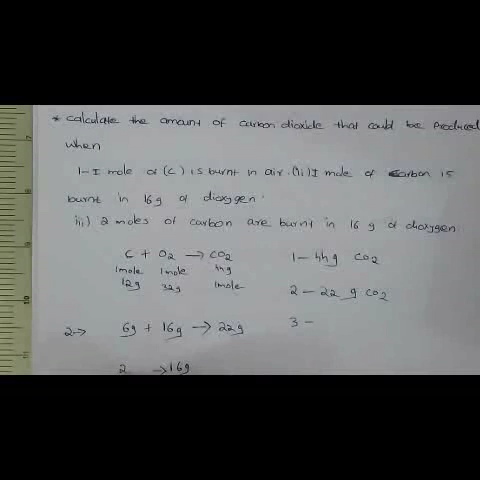 * Calculate the amount of carbon dioxide that could be produced
when
1 - I mole of (C) is burnt in air. (ii) I mole of carbon is
burnt in 16g of dioxygen.
iii) 2 moles of carbon are burnt in 16 g of dioxygen
C + O2 → CO2
1mole 1mole 44g
12g 32g 1mole
1 - 44g CO2
2 - 22 g CO2
2 → 6g + 16g → 22g
3 -
2 → 16g